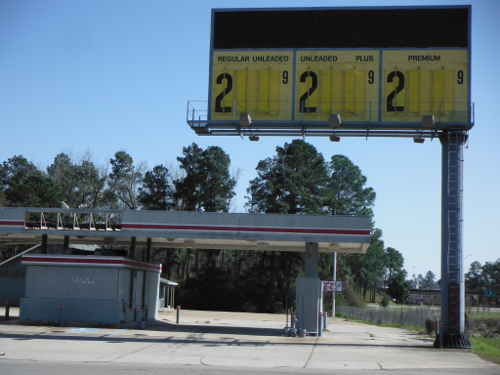 REGULAR UNLEADED
UNLEADED PLUS
PREMIUM
2 9
2 9
2 9